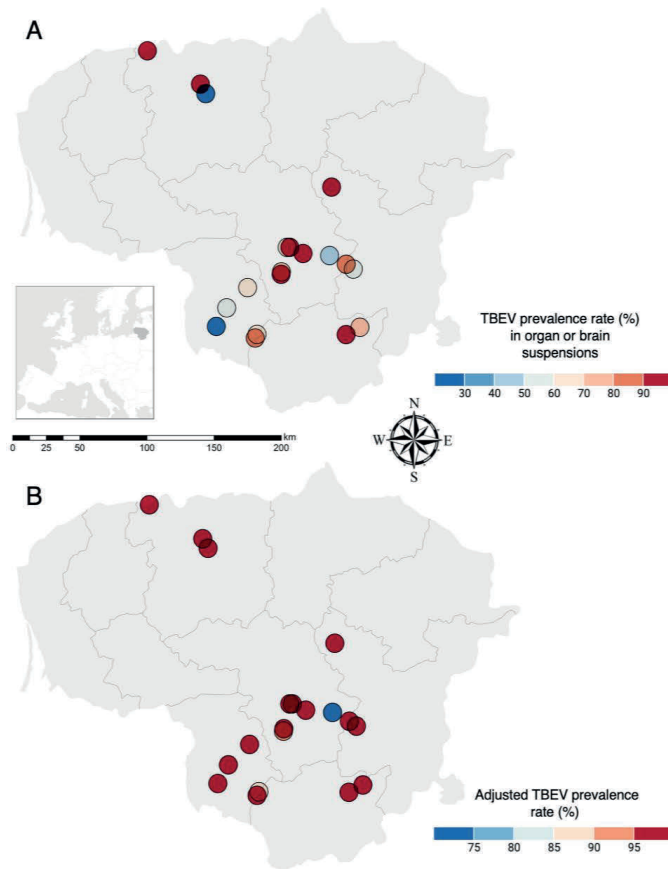 A
TBEV prevalence rate (%)
in organ or brain
suspensions
30 40 50 60 70 80 90
km
0 25 50 100 150 200
N
W E
S
B
Adjusted TBEV prevalence
rate (%)
75 80 85 90 95